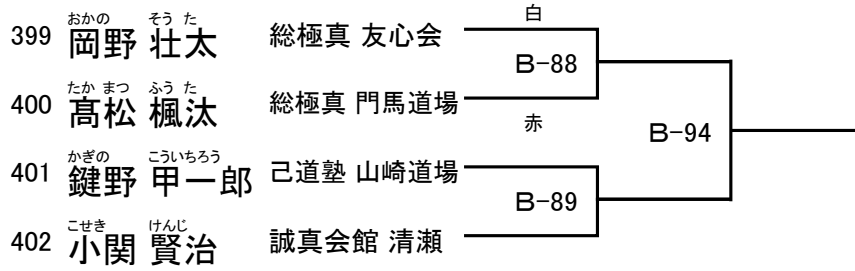 おかの そう た 白
399 岡野 壮太 総極真 友心会
B-88
たか まつ ふう た
400 髙松 楓汰 総極真 門馬道場
赤
B-94
かぎの こういちろう
401 鍵野 甲一郎 己道塾 山崎道場
B-89
こせき けんじ
402 小関 賢治 誠真会館 清瀬